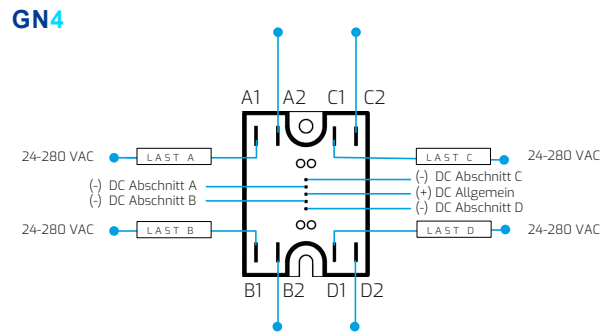 GN4
A1 A2 C1 C2
24-280 VAC LAST A LAST C 24-280 VAC
(-) DC Abschnitt C
(-) DC Abschnitt A
(+) DC Allgemein
(-) DC Abschnitt B
(-) DC Abschnitt D
24-280 VAC LAST B LAST D 24-280 VAC
B1 B2 D1 D2